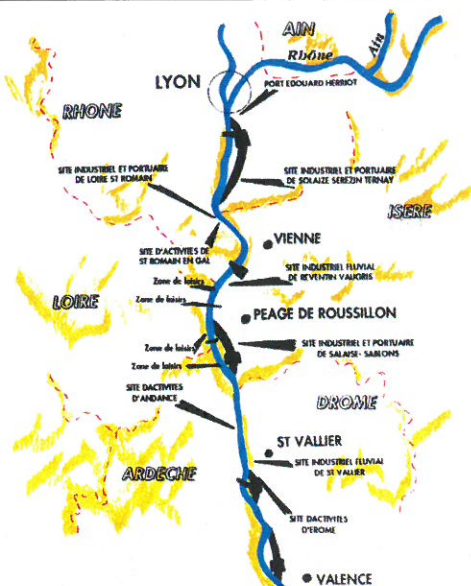 AIN
Ain
Rhône
LYON
PORT EDOUARD HERRIOT
RHONE
SITE INDUSTRIEL ET PORTUAIRE
DE LOIRE ST ROMAIN
SITE INDUSTRIEL ET PORTUAIRE
DE SOLAIZE SEREZIN TERNAY
ISERE
VIENNE
SITE D'ACTIVITES DE
ST ROMAIN EN GAL
SITE INDUSTRIEL FLUVIAL
DE REVENTIN VAUGRIS
Zone de loisirs
LOIRE
Zone de loisirs
PEAGE DE ROUSSILLON
Zone de loisirs
SITE INDUSTRIEL ET PORTUAIRE
DE SALAISE- SABLONS
Zone de loisirs
SITE DACTIVITES
D'ANDANCE
DROME
ST VALLIER
SITE INDUSTRIEL FLUVIAL
DE ST VALLIER
ARDECHE
SITE DACTIVITES
D'EROME
VALENCE